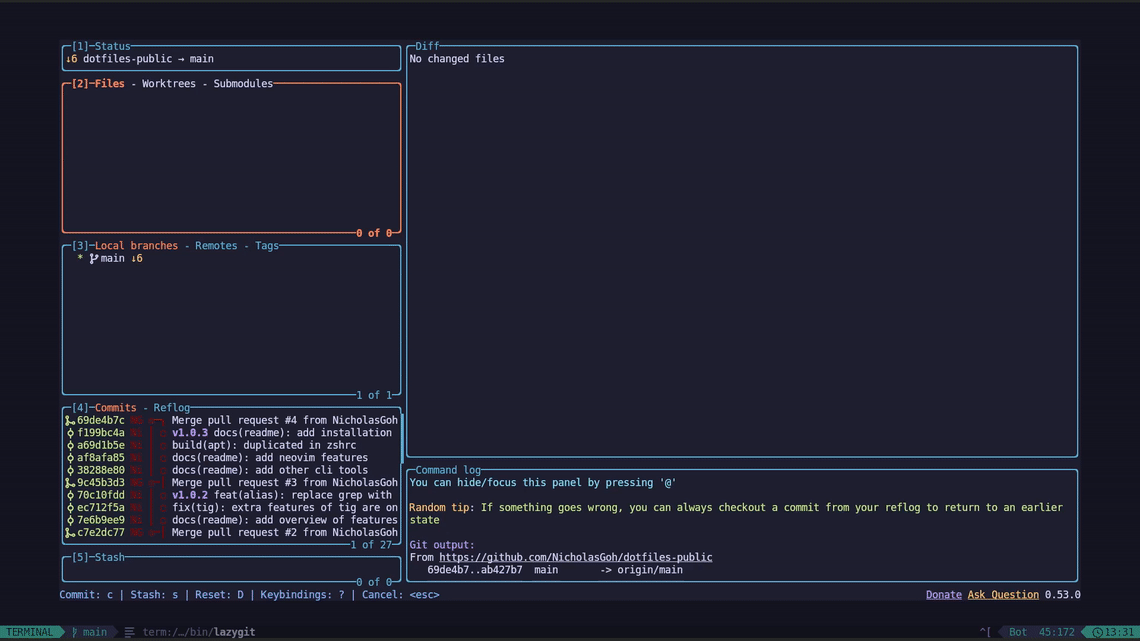 [1]─Status
↓6 dotfiles-public → main
[2]─Files - Worktrees - Submodules
0 of 0
[3]─Local branches - Remotes - Tags
* main ↓6
1 of 1
[4]─Commits - Reflog
69de4b7c NG Merge pull request #4 from NicholasGoh
f199bc4a NG v1.0.3 docs(readme): add installation
a69d1b5e NG build(apt): duplicated in zshrc
af8afa85 NG docs(readme): add neovim features
38288e80 NG docs(readme): add other cli tools
9c45b3d3 NG Merge pull request #3 from NicholasGoh
70c10fdd NG v1.0.2 feat(alias): replace grep with
ec712f5a NG fix(tig): extra features of tig are on
7e6b9ee9 NG docs(readme): add overview of features
c7e2dc77 NG Merge pull request #2 from NicholasGoh
1 of 27
[5]─Stash
0 of 0
Diff
No changed files
Command log
You can hide/focus this panel by pressing '@'
Random tip: If something goes wrong, you can always checkout a commit from your reflog to return to an earlier
state
Git output:
From https://github.com/NicholasGoh/dotfiles-public
69de4b7..ab427b7 main -> origin/main
Commit: c | Stash: s | Reset: D | Keybindings: ? | Cancel: <esc>
Donate Ask Question 0.53.0
TERMINAL main term:/…/bin/lazygit
^[ Bot 45:172 13:31